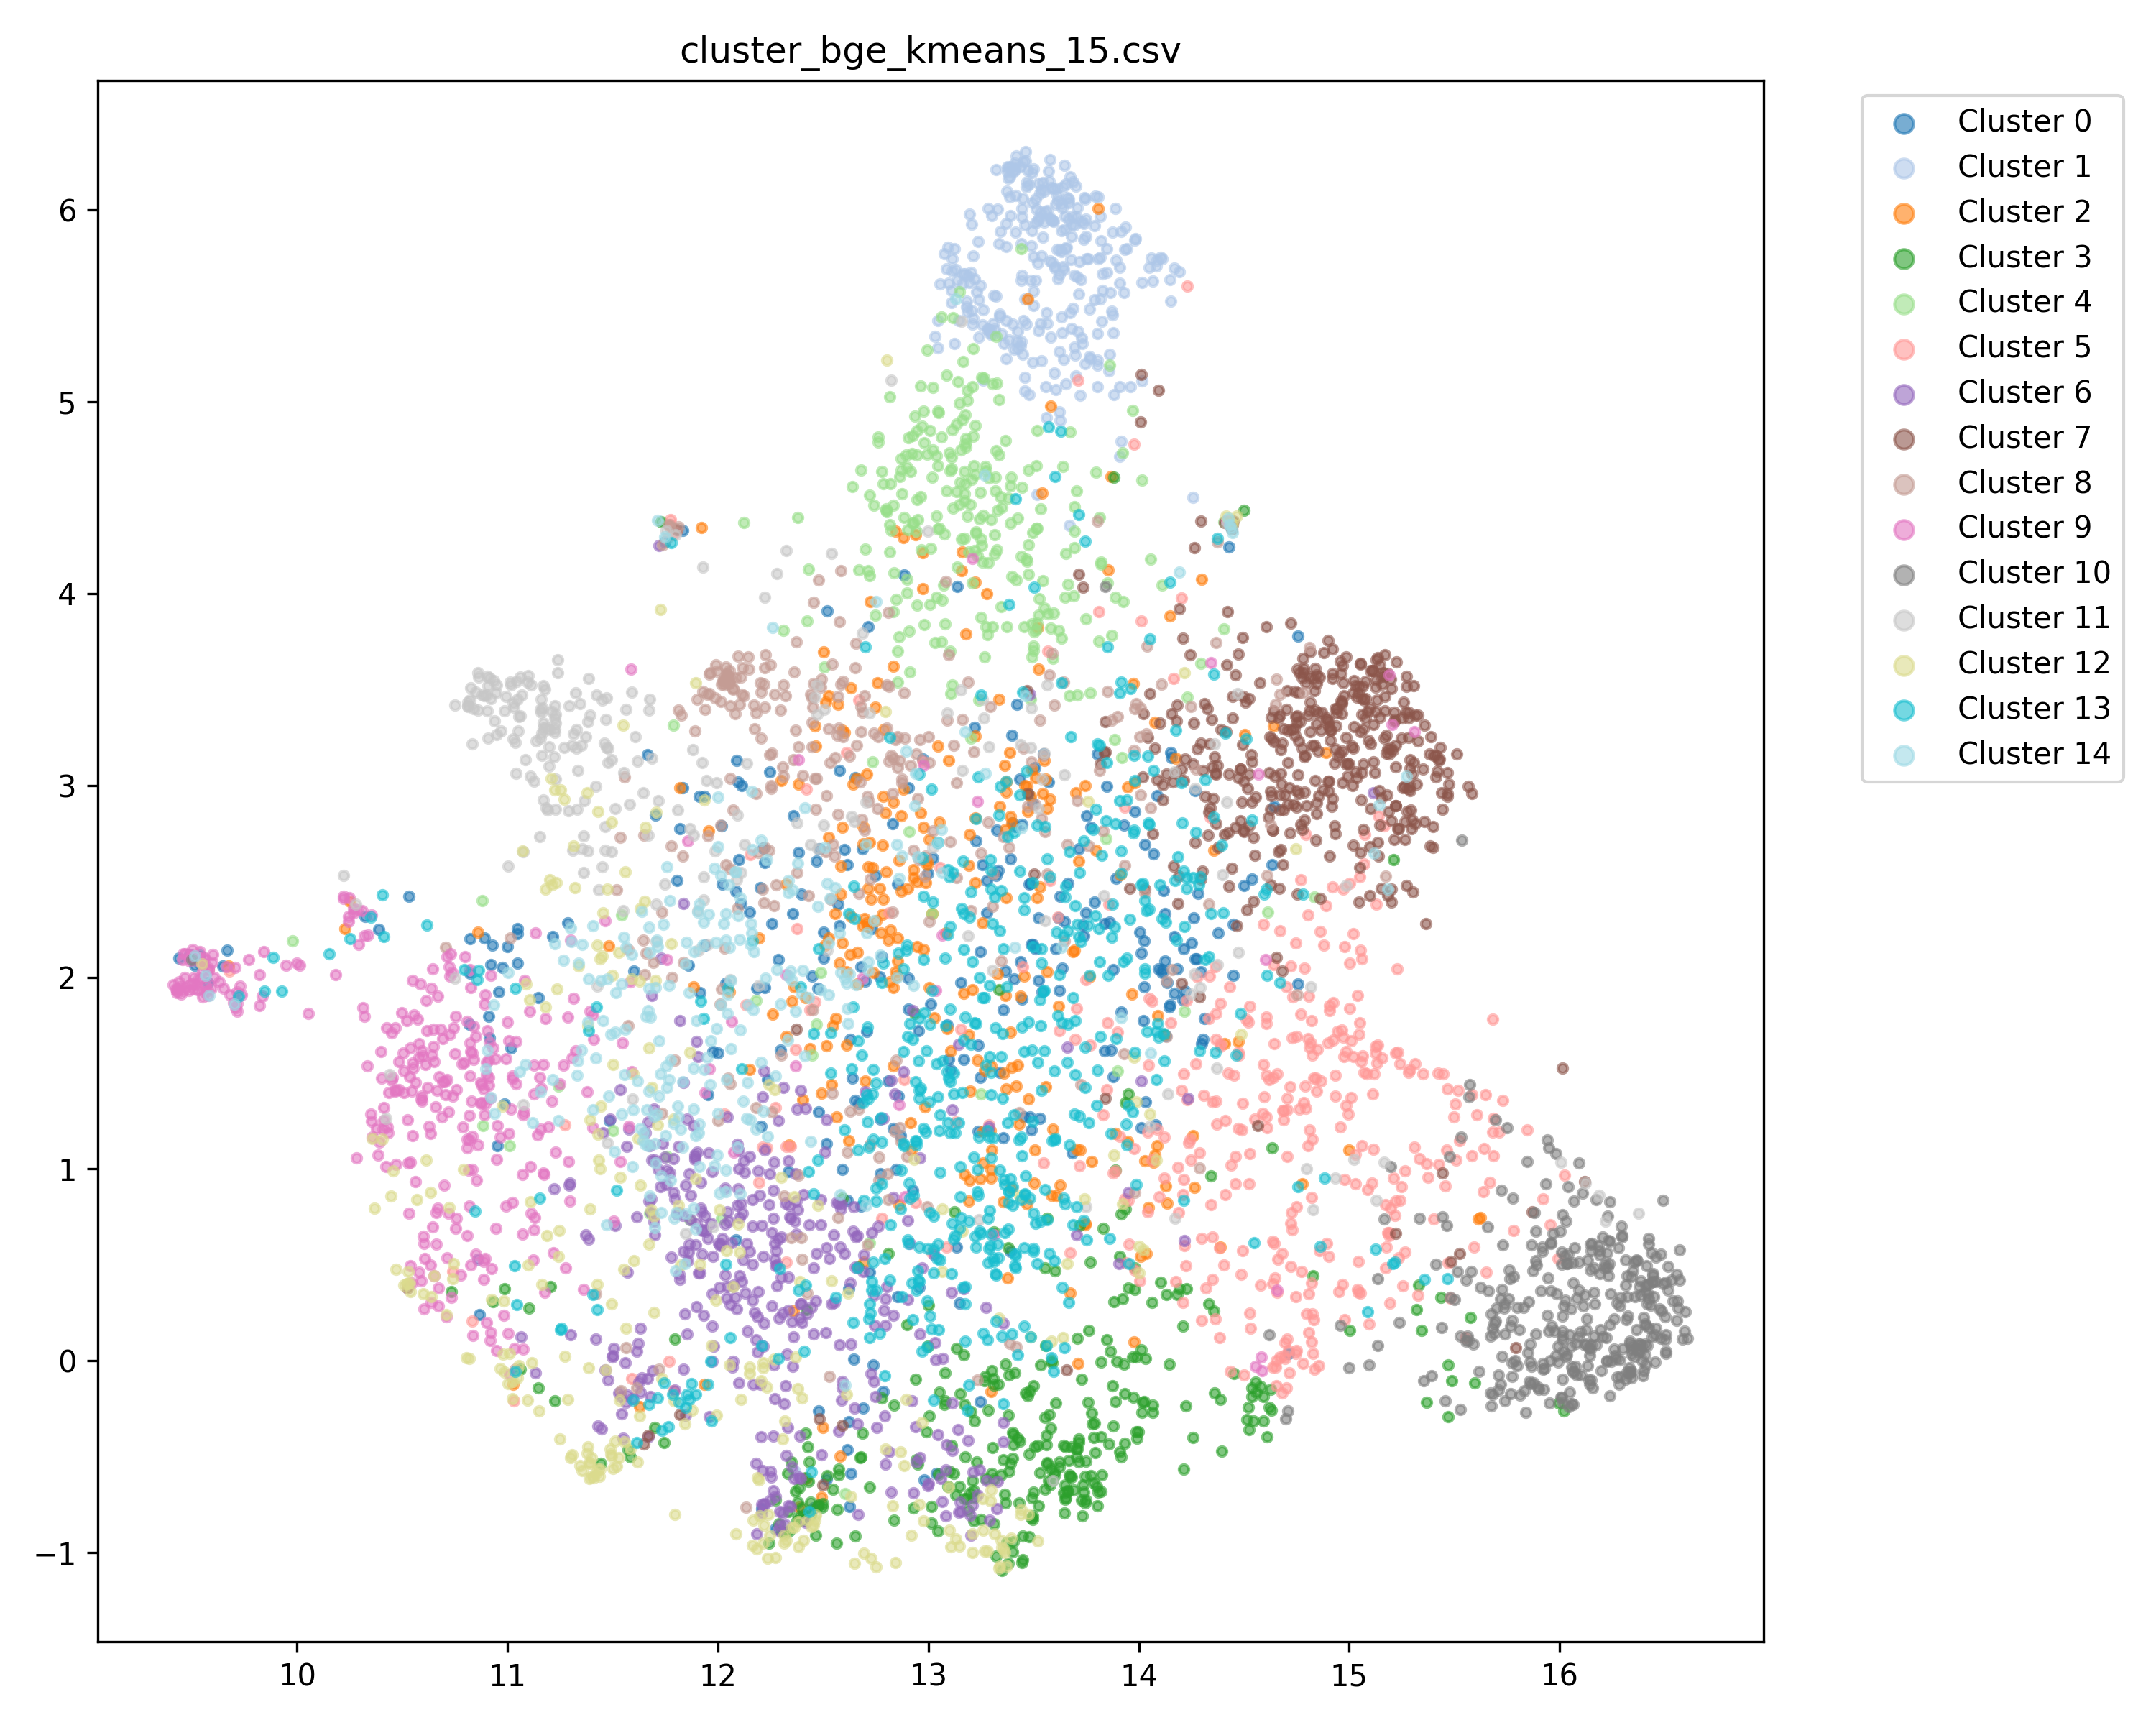 cluster_bge_kmeans_15.csv
6
5
4
3
2
1
0
−1
10 11 12 13 14 15 16
Cluster 0
Cluster 1
Cluster 2
Cluster 3
Cluster 4
Cluster 5
Cluster 6
Cluster 7
Cluster 8
Cluster 9
Cluster 10
Cluster 11
Cluster 12
Cluster 13
Cluster 14